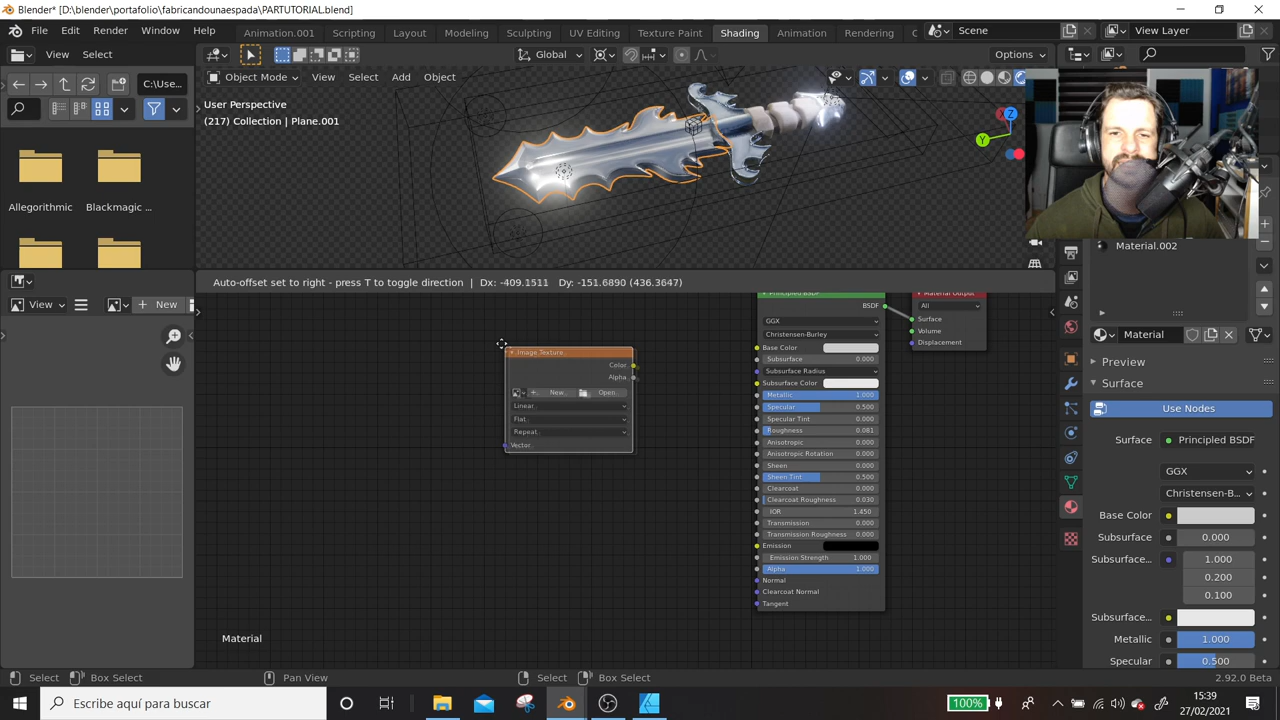 Blender* [D:\blender\portafolio\fabricandounaespada\PARTUTORIAL.blend]
File Edit Render Window Help
Animation.001 Scripting Layout Modeling Sculpting UV Editing Texture Paint Shading Animation Rendering C
Scene
View Layer
View Select
Global
Options
C:\Use...
Object Mode View Select Add Object
User Perspective
(217) Collection | Plane.001
Z
Y
Allegorithmic
Blackmagic ...
Material.002
Auto-offset set to right - press T to toggle direction | Dx: -409.1511 Dy: -151.6890 (436.3647)
View
New
Principled BSDF
BSDF
GGX
Christensen-Burley
Base Color
Subsurface 0.000
Subsurface Radius
Subsurface Color
Metallic 1.000
Specular 0.500
Specular Tint 0.000
Roughness 0.081
Anisotropic 0.000
Anisotropic Rotation 0.000
Sheen 0.000
Sheen Tint 0.500
Clearcoat 0.000
Clearcoat Roughness 0.030
IOR 1.450
Transmission 0.000
Transmission Roughness 0.000
Emission
Emission Strength 1.000
Alpha 1.000
Normal
Clearcoat Normal
Tangent
Material Output
All
Surface
Volume
Displacement
Image Texture
Color
Alpha
New
Open
Linear
Flat
Repeat
Vector
Material
Material
Preview
Surface
Use Nodes
Surface Principled BSDF
GGX
Christensen-B...
Base Color
Subsurface 0.000
Subsurface... 1.000
0.200
0.100
Subsurface...
Metallic 1.000
Specular 0.500
Select Box Select Pan View Select Box Select 2.92.0 Beta
Escribe aquí para buscar
100%
15:39
27/02/2021